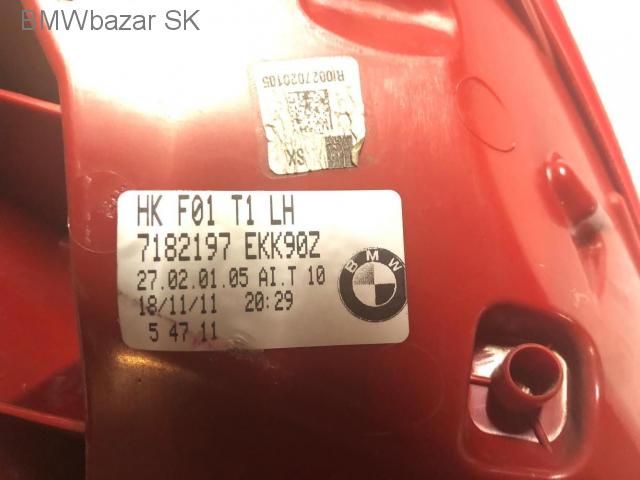 BMWbazar SK
RI0027020105
SK
HK F01 T1 LH
7182197 EKK90Z
27.02.01.05 AI.T 10
18/11/11 20:29
5 47 11
BMW